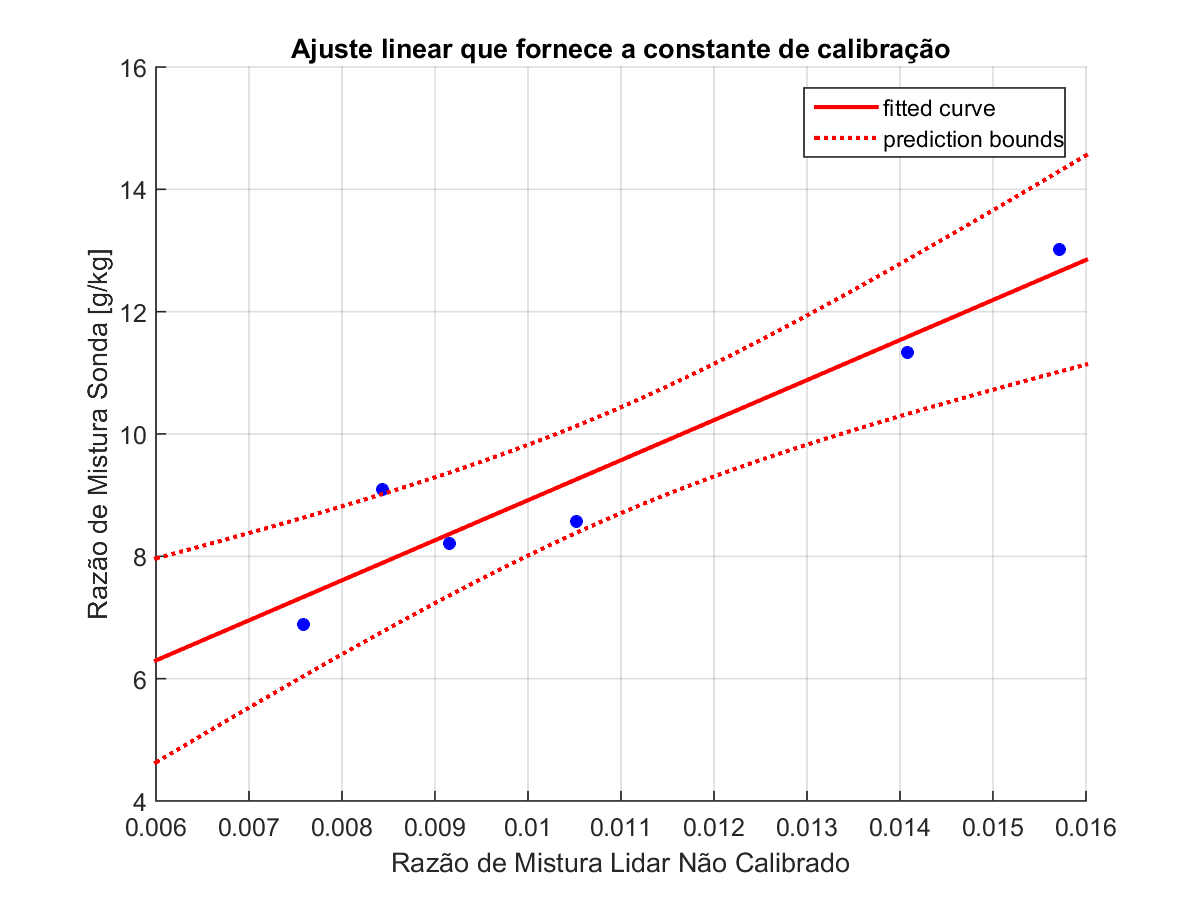 Ajuste linear que fornece a constante de calibração
fitted curve
prediction bounds
Razão de Mistura Sonda [g/kg]
16
14
12
10
8
6
4
0.006 0.007 0.008 0.009 0.01 0.011 0.012 0.013 0.014 0.015 0.016
Razão de Mistura Lidar Não Calibrado